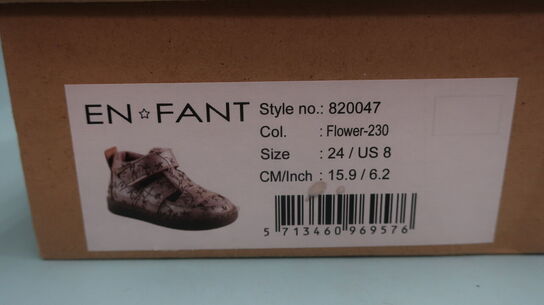 EN☆FANT
Style no.: 820047
Col. : Flower-230
Size : 24 / US 8
CM/Inch : 15.9 / 6.2
5 713460 969576